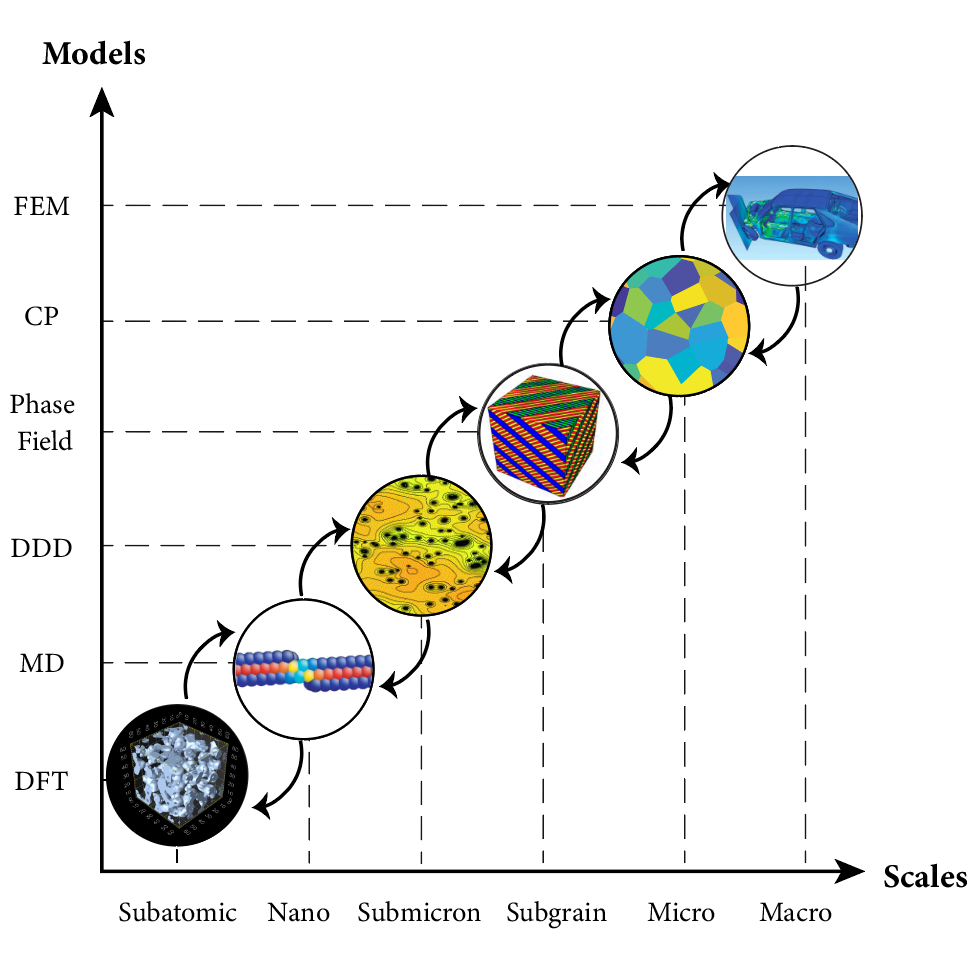 Models
FEM
CP
Phase
Field
DDD
MD
DFT
Scales
Subatomic Nano Submicron Subgrain Micro Macro